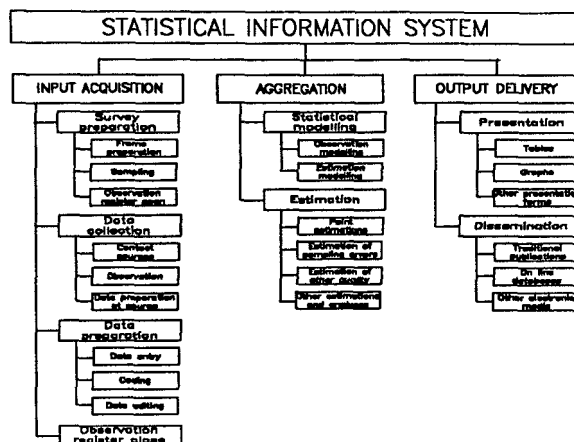 STATISTICAL INFORMATION SYSTEM
INPUT ACQUISITION
Survey
preparation
Frame
preparation
Sampling
Observation
register open
Data
collection
Contact
sources
Observation
Data preparation
at source
Data
preparation
Data entry
Coding
Data editing
Observation
register close
AGGREGATION
Statistical
modelling
Observation
modelling
Estimation
modelling
Estimation
Point
estimations
Estimation of
sampling errors
Estimation of
other quality
Other estimations
and analyses
OUTPUT DELIVERY
Presentation
Tables
Graphs
Other presentation
forms
Dissemination
Traditional
publications
On line
databases
Other electronic
media